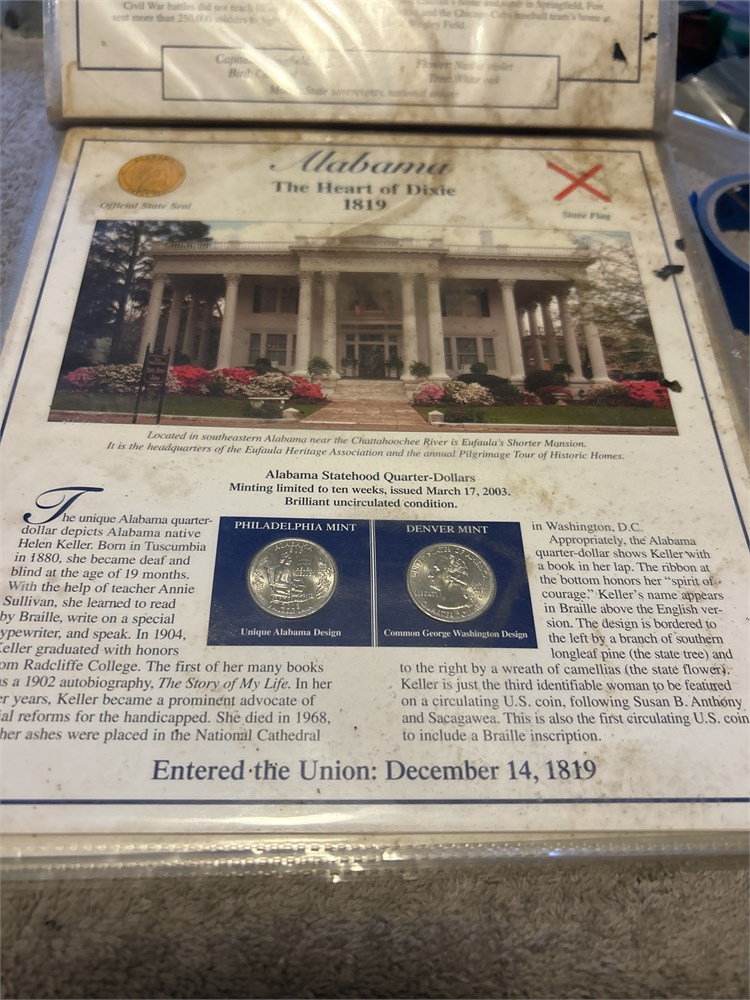 Civil War battles did not reach
sent more than 250,000 soldiers to
and the Chicago Cubs baseball team's home at
Field.
Alabama
The Heart of Dixie
1819
Official State Seal
State Flag
Located in southeastern Alabama near the Chattahoochee River is Eufaula's Shorter Mansion.
It is the headquarters of the Eufaula Heritage Association and the annual Pilgrimage Tour of Historic Homes.
Alabama Statehood Quarter-Dollars
Minting limited to ten weeks, issued March 17, 2003.
Brilliant uncirculated condition.
The unique Alabama quarter-
dollar depicts Alabama native
Helen Keller. Born in Tuscumbia
in 1880, she became deaf and
blind at the age of 19 months.
With the help of teacher Annie
Sullivan, she learned to read
by Braille, write on a special
ypewriter, and speak. In 1904,
Keller graduated with honors
om Radcliffe College. The first of her many books
s a 1902 autobiography, The Story of My Life. In her
er years, Keller became a prominent advocate of
ial reforms for the handicapped. She died in 1968,
her ashes were placed in the National Cathedral
PHILADELPHIA MINT
Unique Alabama Design
DENVER MINT
LIBERTY
Common George Washington Design
in Washington, D.C.
Appropriately, the Alabama
quarter-dollar shows Keller with
a book in her lap. The ribbon at
the bottom honors her "spirit of
courage." Keller's name appears
in Braille above the English ver-
sion. The design is bordered to
the left by a branch of southern
longleaf pine (the state tree) and
to the right by a wreath of camellias (the state flower).
Keller is just the third identifiable woman to be featured
on a circulating U.S. coin, following Susan B. Anthony
and Sacagawea. This is also the first circulating U.S. coin
to include a Braille inscription.
Entered the Union: December 14, 1819